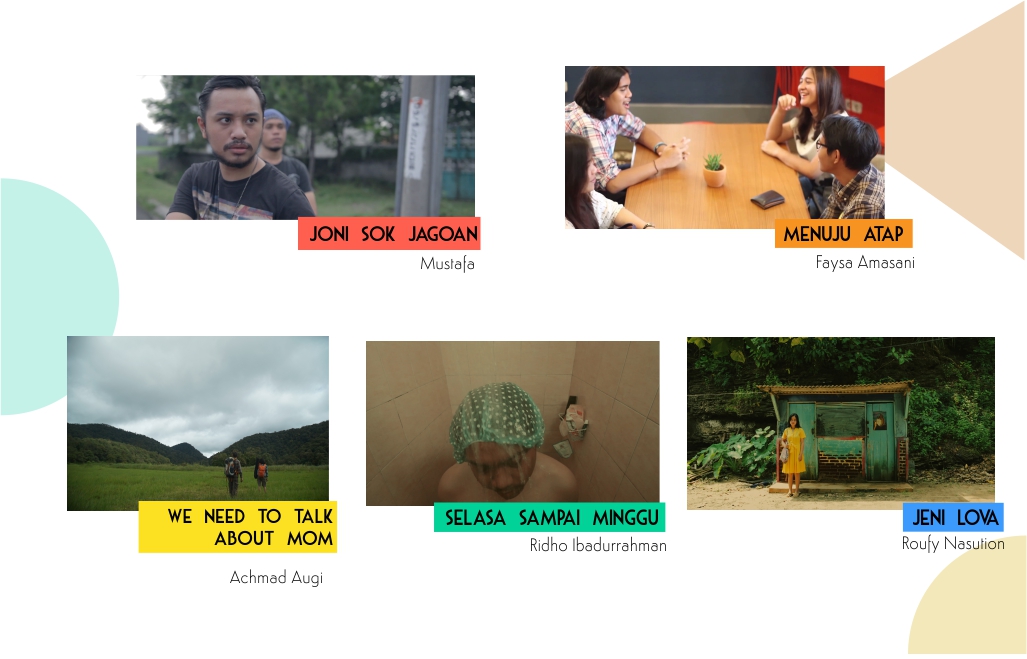 JONI SOK JAGOAN
Mustafa
MENUJU ATAP
Faysa Amasani
WE NEED TO TALK
ABOUT MOM
Achmad Augi
SELASA SAMPAI MINGGU
Ridho Ibadurrahman
JENI LOVA
Roufy Nasution